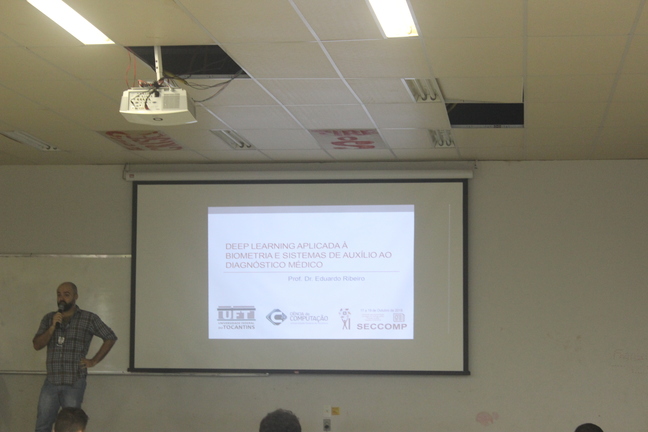 DEEP LEARNING APLICADA À
BIOMETRIA E SISTEMAS DE AUXÍLIO AO
DIAGNÓSTICO MÉDICO
Prof. Dr. Eduardo Ribeiro
UFT
TOCANTINS
CIÊNCIA DA
COMPUTAÇÃO
SECCOMP